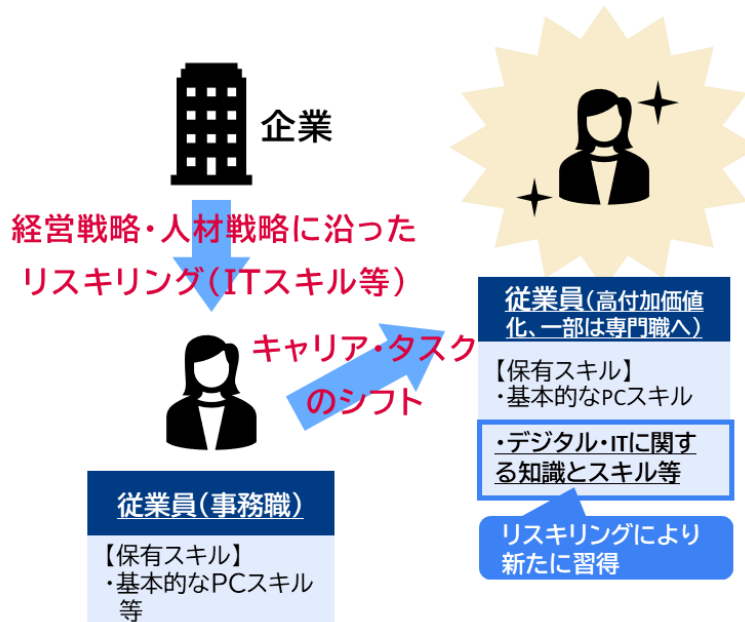 企業
経営戦略・人材戦略に沿った
リスキリング(ITスキル等)
キャリア・タスク
のシフト
従業員(事務職)
【保有スキル】
・基本的なPCスキル
等
従業員(高付加価値
化、一部は専門職へ)
【保有スキル】
・基本的なPCスキル
・デジタル・ITに関す
る知識とスキル等
リスキリングにより
新たに習得